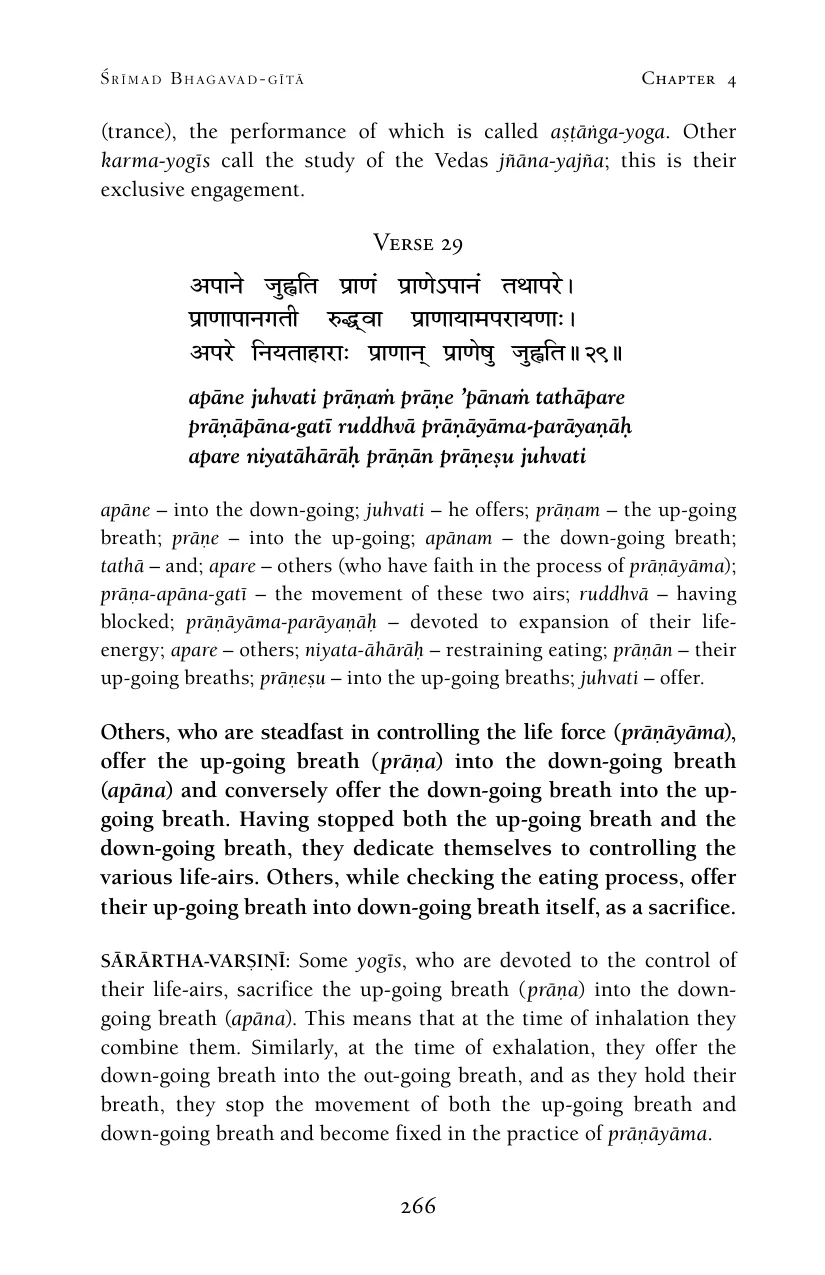 Śrīmad Bhagavad-gītā Chapter 4
(trance), the performance of which is called aṣṭāṅga-yoga. Other
karma-yogīs call the study of the Vedas jñāna-yajña; this is their
exclusive engagement.
Verse 29
अपाने जुह्वति प्राणं प्राणेऽपानं तथापरे।
प्राणापानगती रुद्ध्वा प्राणायामपरायणाः।
अपरे नियताहाराः प्राणान् प्राणेषु जुह्वति॥२९॥
apāne juhvati prāṇaṁ prāṇe ’pānaṁ tathāpare
prāṇāpāna-gatī ruddhvā prāṇāyāma-parāyaṇāḥ
apare niyatāhārāḥ prāṇān prāṇeṣu juhvati
apāne – into the down-going; juhvati – he offers; prāṇam – the up-going
breath; prāṇe – into the up-going; apānam – the down-going breath;
tathā – and; apare – others (who have faith in the process of prāṇāyāma);
prāṇa-apāna-gatī – the movement of these two airs; ruddhvā – having
blocked; prāṇāyāma-parāyaṇāḥ – devoted to expansion of their life-
energy; apare – others; niyata-āhārāḥ – restraining eating; prāṇān – their
up-going breaths; prāṇeṣu – into the up-going breaths; juhvati – offer.
Others, who are steadfast in controlling the life force (prāṇāyāma),
offer the up-going breath (prāṇa) into the down-going breath
(apāna) and conversely offer the down-going breath into the up-
going breath. Having stopped both the up-going breath and the
down-going breath, they dedicate themselves to controlling the
various life-airs. Others, while checking the eating process, offer
their up-going breath into down-going breath itself, as a sacrifice.
SĀRĀRTHA-VARṢIṆĪ: Some yogīs, who are devoted to the control of
their life-airs, sacrifice the up-going breath (prāṇa) into the down-
going breath (apāna). This means that at the time of inhalation they
combine them. Similarly, at the time of exhalation, they offer the
down-going breath into the out-going breath, and as they hold their
breath, they stop the movement of both the up-going breath and
down-going breath and become fixed in the practice of prāṇāyāma.
266